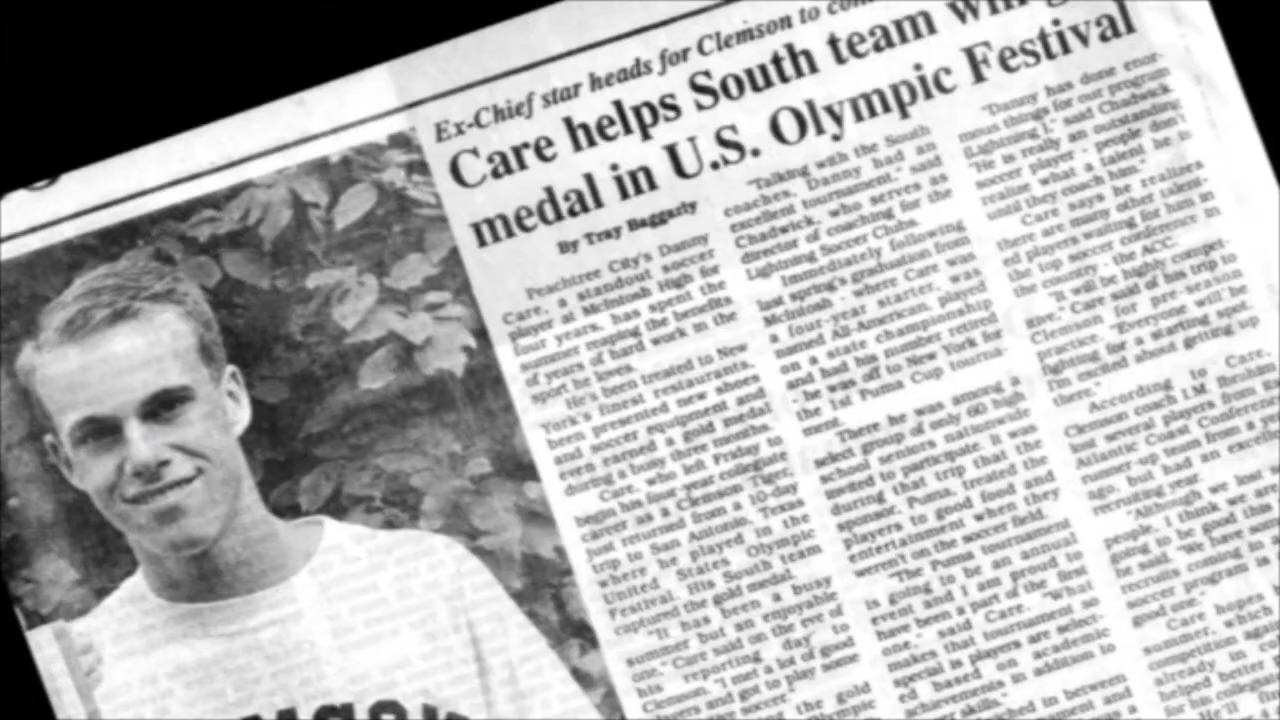 Ex-Chief star heads for Clemson to
Care helps South team
medal in U.S. Olympic Festival
By Tray Baggarly
Peachtree City's Danny
Care, a standout soccer
player at McIntosh High for
four years, has spent the
summer reaping the benefits
of years of hard work in the
sport he loves.
He's been treated to New
York's finest restaurants,
been presented new shoes
and soccer equipment and
even earned a gold medal
during a busy three months.
Care, who left Friday to
begin his four-year collegiate
career as a Clemson Tiger,
just returned from a 10-day
trip to San Antonio, Texas
where he played in the
United States Olympic
Festival. His South team
captured the gold medal.
"It has been a busy
summer but an enjoyable
one," Care said on the eve of
his reporting day to
Clemson. "I met a lot of good
players and got to play some
soccer."
the gold
"Talking with the South
coaches, Danny had an
excellent tournament," said
Chadwick, who serves as
director of coaching for the
Lightning Soccer Clubs.
Immediately following
last spring's graduation from
McIntosh - where Care was
a four-year starter, was
named All-American, played
on a state championship
and had his number retired
- he was off to New York for
the 1st Puma Cup tourna-
ment.
There he was among a
select group of only 60 high
school seniors nationwide
invited to participate. It was
during that trip that the
sponsor, Puma, treated the
players to good food and
entertainment when they
weren't on the soccer field.
"The Puma tournament
is going to be an annual
event and I am proud to
have been a part of the first
one," said Care. "What
makes that tournament so
special is players are select-
ed based on academic
achievements in addition to
skills."
in between
and
"Danny has done enor-
mous things for our program
(Lightning)," said Chadwick.
"He is really an outstanding
soccer player - people don't
realize what a talent he is
until they coach him."
Care says he realizes
there are many other talent-
ed players waiting for him in
the top soccer conference in
the country - the ACC.
"It will be highly compet-
itive," Care said of his trip to
Clemson for pre-season
practice. "Everyone will be
fighting for a starting spot.
I'm excited about getting up
there."
According to Care,
Clemson coach I.M. Ibrahim
lost several players from
Atlantic Coast Conference
runner-up team from a
ago, but had an
recruiting year.
"Although we lost
people, I think we are
going to be good this
he said. "We have some
recruits coming in
soccer program is
good one."
Care hopes
summer, which
competition
already in
helped better
for his
He'll